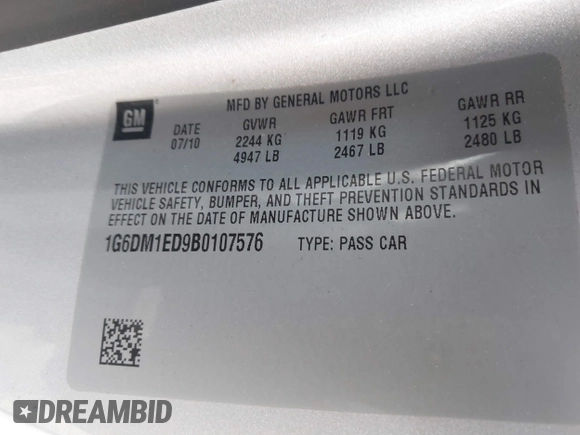 GM
MFD BY GENERAL MOTORS LLC
DATE GVWR GAWR FRT GAWR RR
07/10 2244 KG 1119 KG 1125 KG
4947 LB 2467 LB 2480 LB
THIS VEHICLE CONFORMS TO ALL APPLICABLE U.S. FEDERAL MOTOR
VEHICLE SAFETY, BUMPER, AND THEFT PREVENTION STANDARDS IN
EFFECT ON THE DATE OF MANUFACTURE SHOWN ABOVE.
1G6DM1ED9B0107576 TYPE: PASS CAR
#DREAMBID